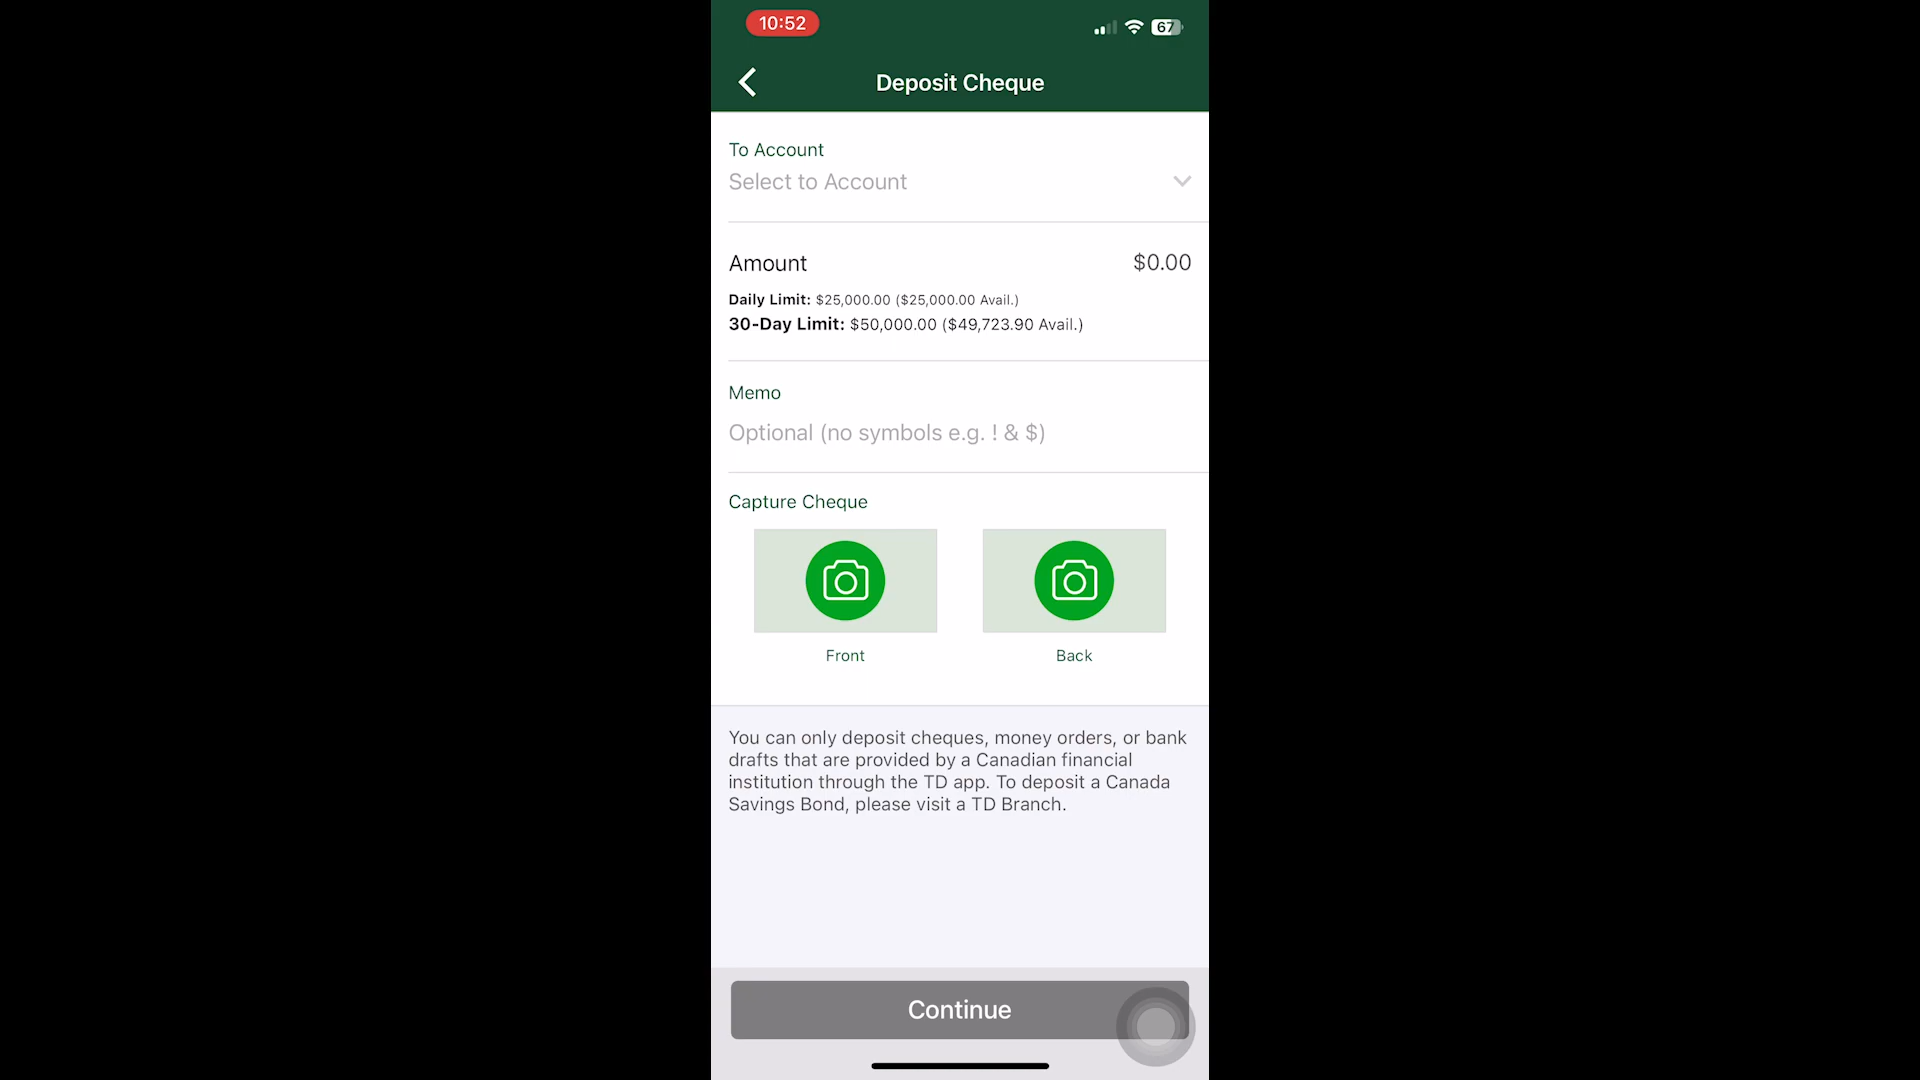 10:52
67
Deposit Cheque
To Account
Select to Account
Amount $0.00
Daily Limit: $25,000.00 ($25,000.00 Avail.)
30-Day Limit: $50,000.00 ($49,723.90 Avail.)
Memo
Optional (no symbols e.g. ! & $)
Capture Cheque
Front Back
You can only deposit cheques, money orders, or bank
drafts that are provided by a Canadian financial
institution through the TD app. To deposit a Canada
Savings Bond, please visit a TD Branch.
Continue